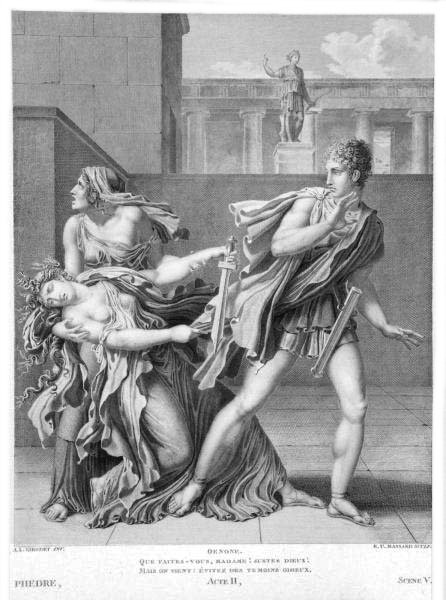 A.L. GIRODET INV. OENONE. R.U. MASSARD SCULP.
QUE FAITES-VOUS, MADAME! JUSTES DIEUX!
MAIS ON VIENT: ÉVITEZ DES TEMOINS ODIEUX.
PHEDRE, ACTE II, SCENE V.